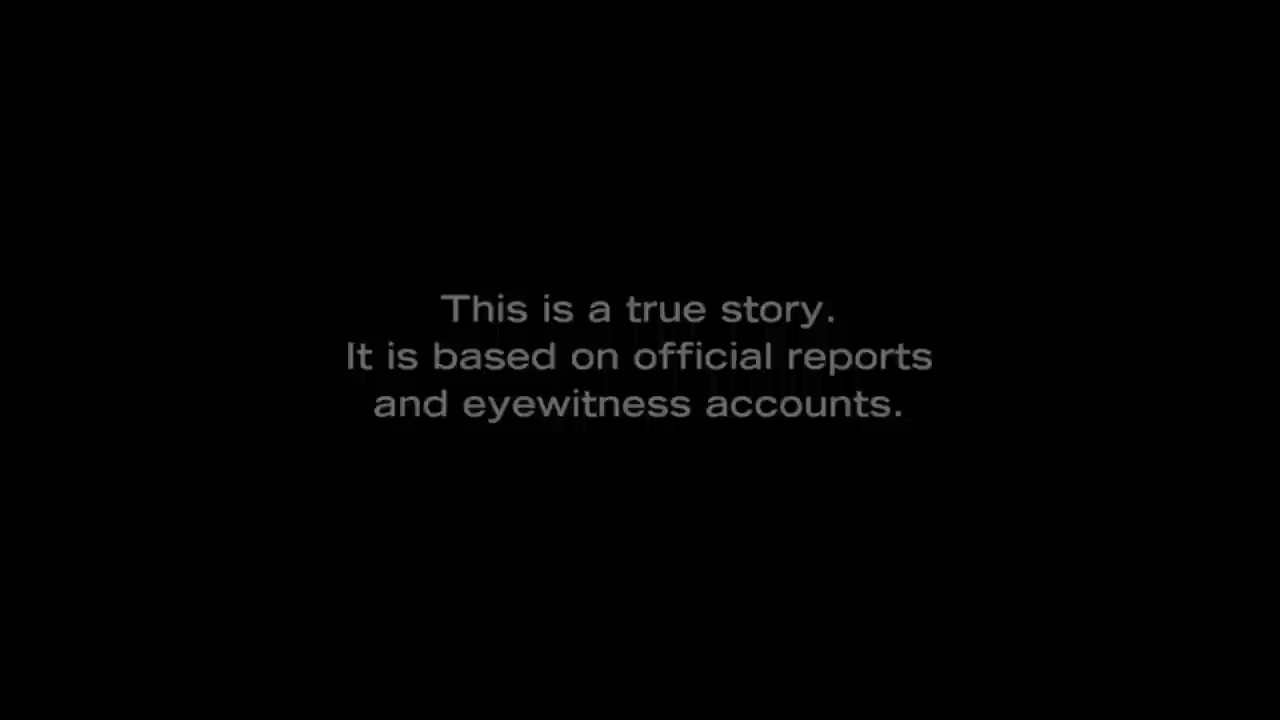 This is a true story.
It is based on official reports
and eyewitness accounts.